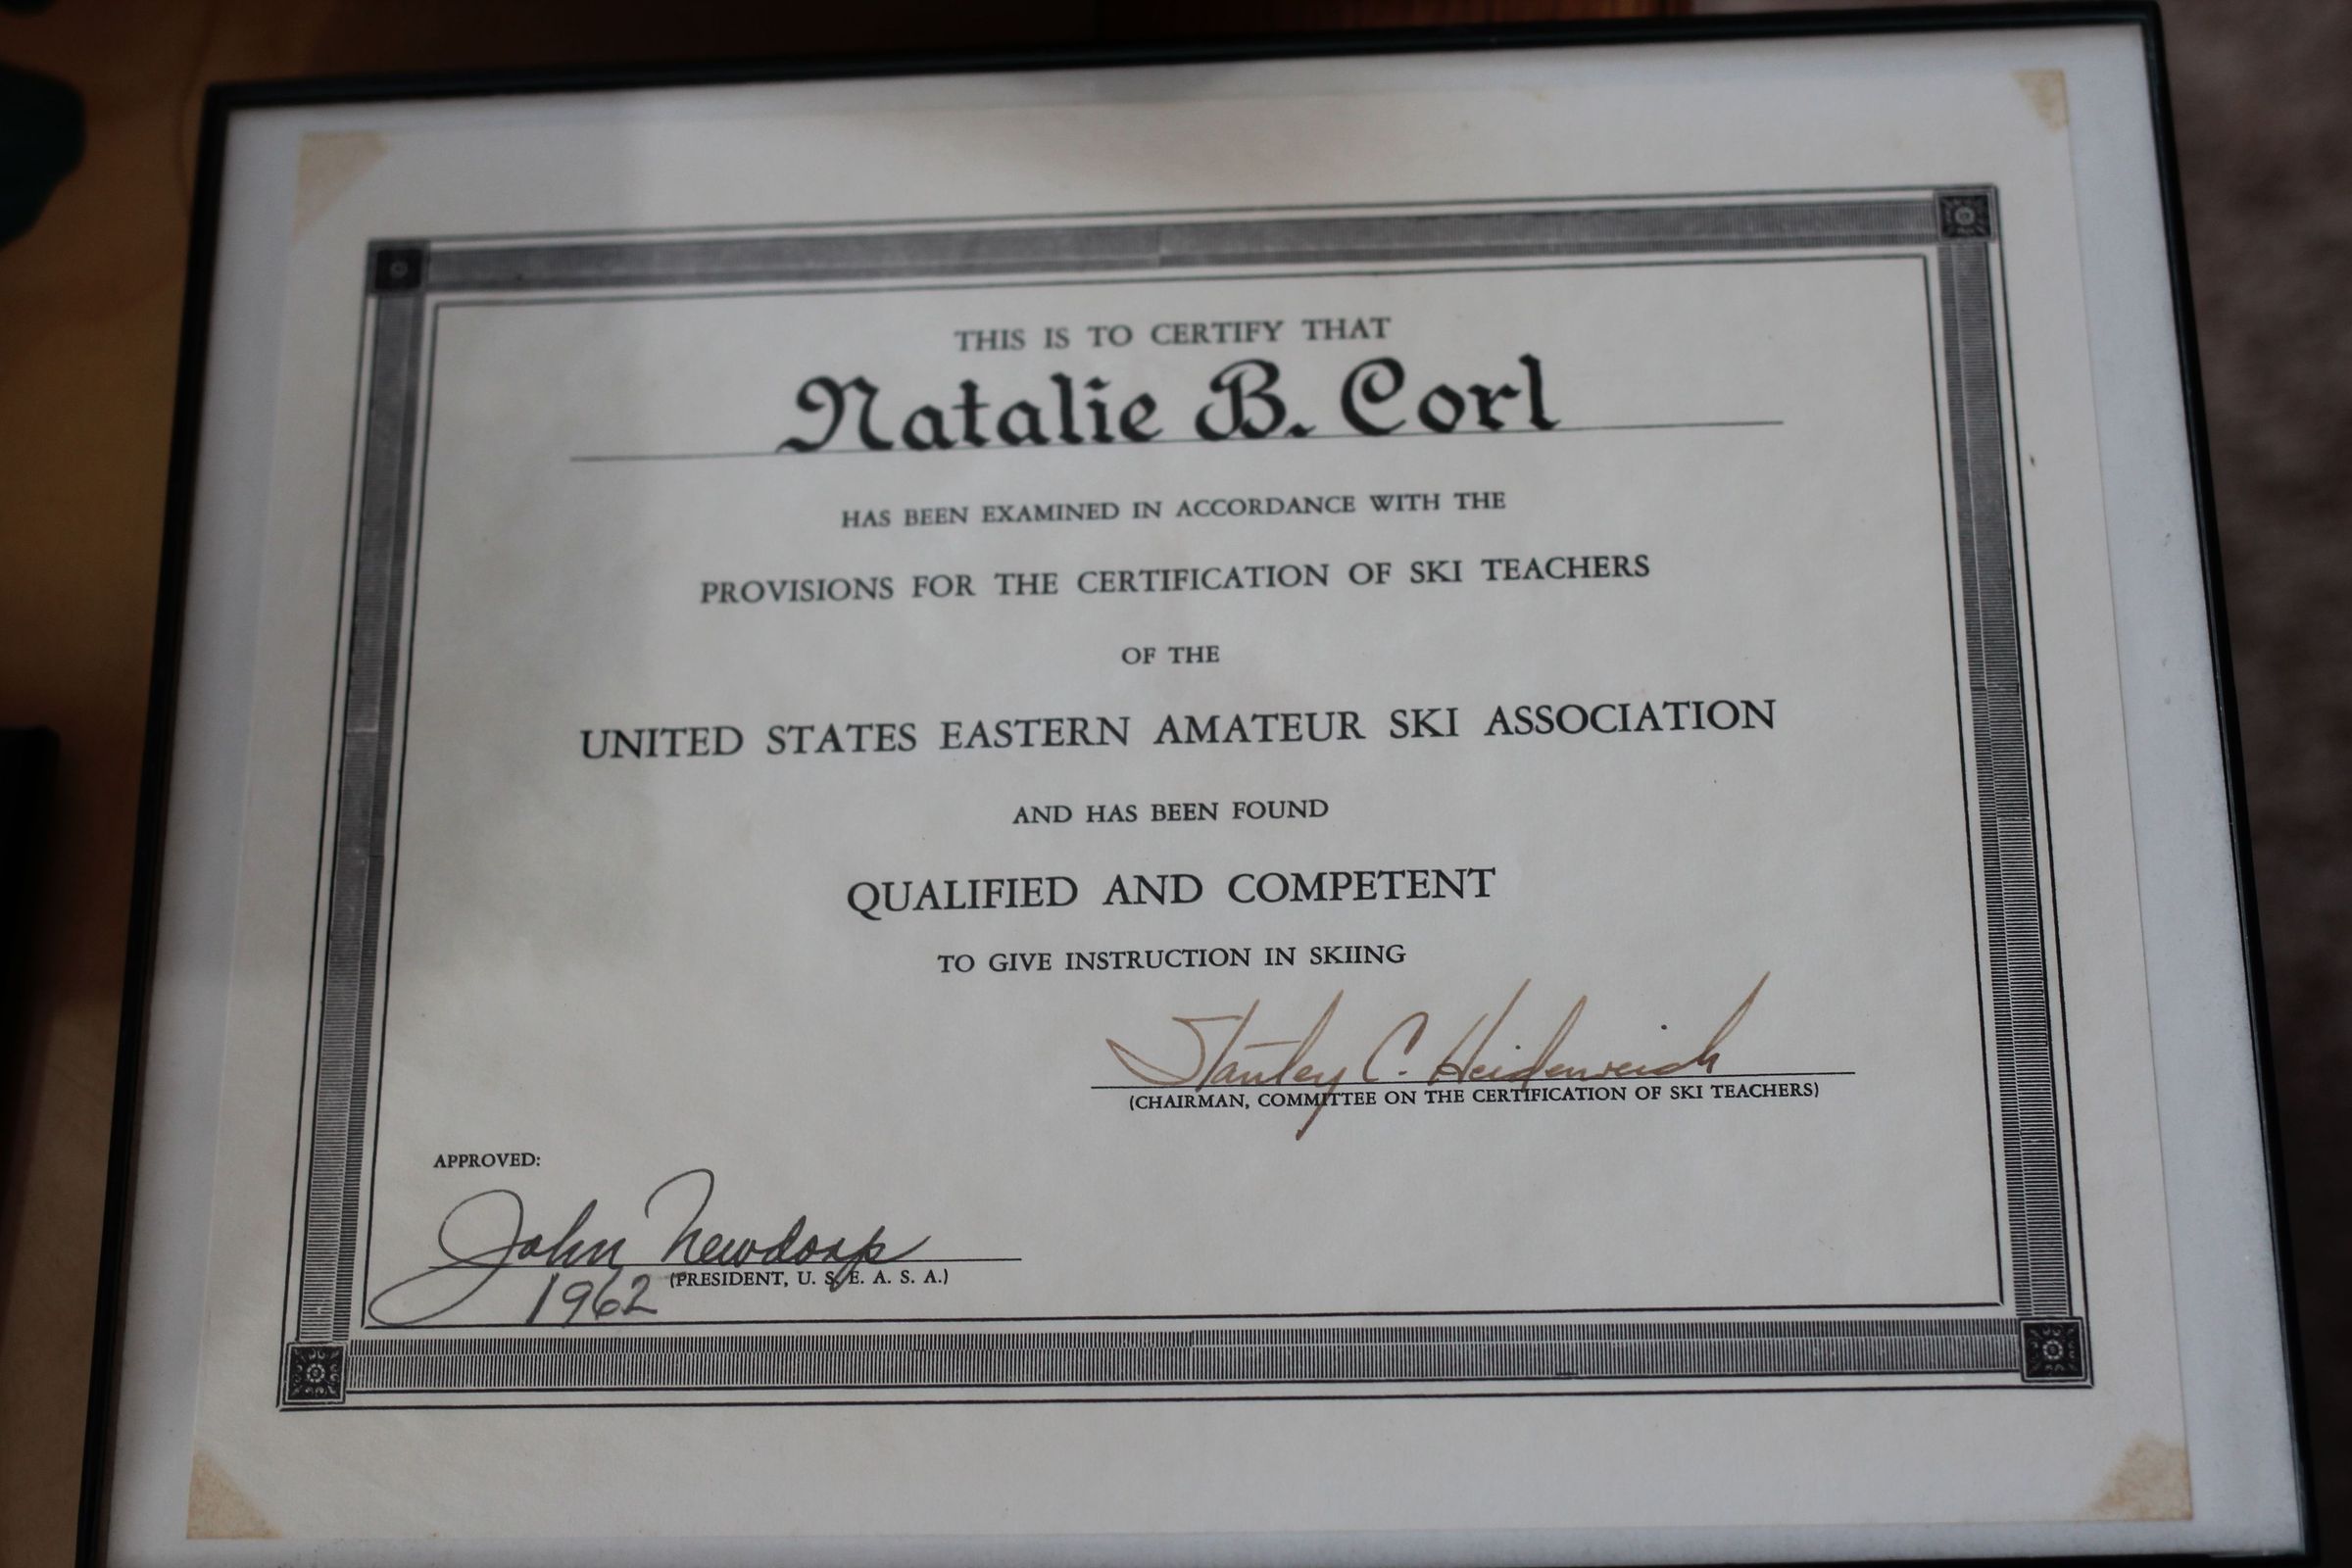 THIS IS TO CERTIFY THAT
Natalie B. Corl
HAS BEEN EXAMINED IN ACCORDANCE WITH THE
PROVISIONS FOR THE CERTIFICATION OF SKI TEACHERS
OF THE
UNITED STATES EASTERN AMATEUR SKI ASSOCIATION
AND HAS BEEN FOUND
QUALIFIED AND COMPETENT
TO GIVE INSTRUCTION IN SKIING
Stanley C. Heidenreich
(CHAIRMAN, COMMITTEE ON THE CERTIFICATION OF SKI TEACHERS)
APPROVED:
John Newdorp
(PRESIDENT, U. S. E. A. S. A.)
1962